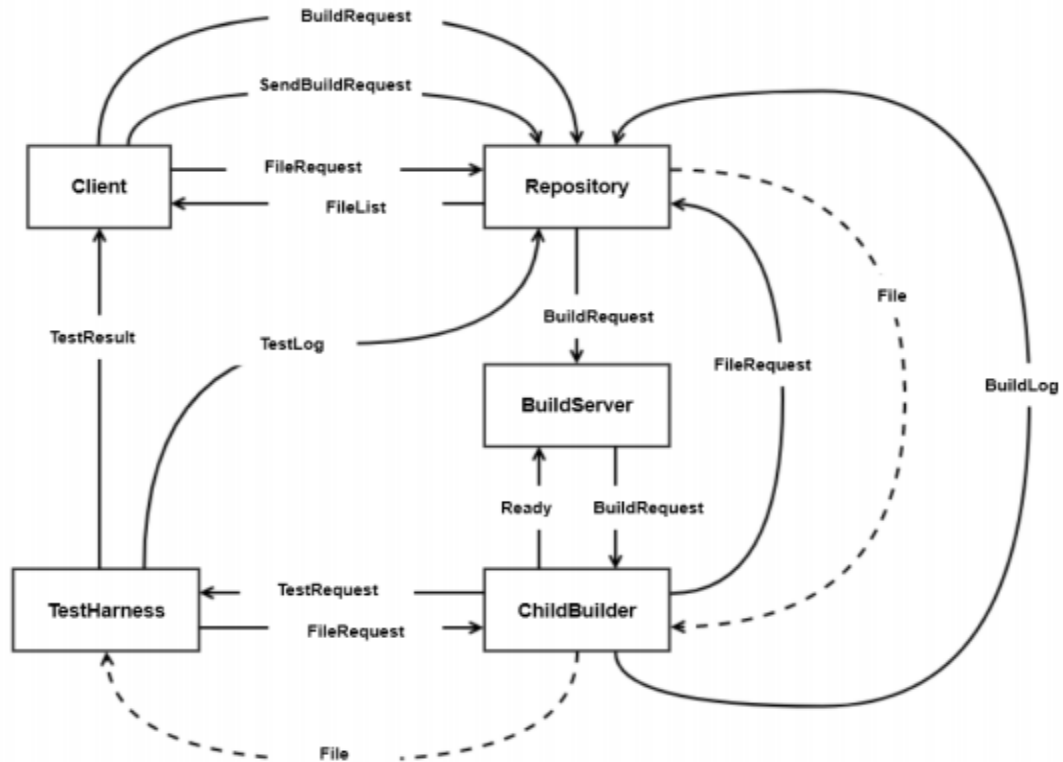 BuildRequest
SendBuildRequest
FileRequest
Client
Repository
FileList
File
BuildRequest
TestResult
TestLog
FileRequest
BuildLog
BuildServer
Ready
BuildRequest
TestRequest
TestHarness
ChildBuilder
FileRequest
File